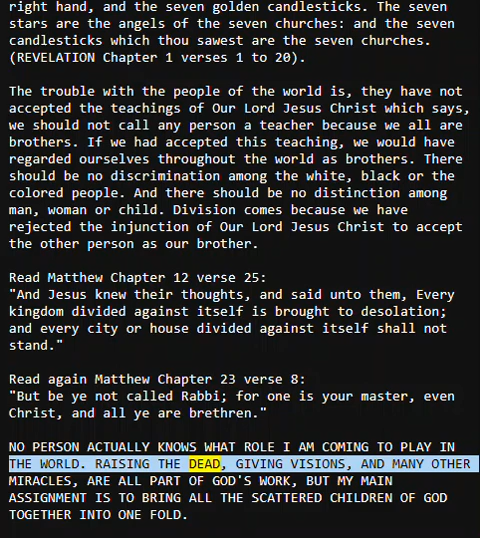 right hand, and the seven golden candlesticks. The seven
stars are the angels of the seven churches: and the seven
candlesticks which thou sawest are the seven churches.
(REVELATION Chapter 1 verses 1 to 20).
The trouble with the people of the world is, they have not
accepted the teachings of Our Lord Jesus Christ which says,
we should not call any person a teacher because we all are
brothers. If we had accepted this teaching, we would have
regarded ourselves throughout the world as brothers. There
should be no discrimination among the white, black or the
colored people. And there should be no distinction among
man, woman or child. Division comes because we have
rejected the injunction of Our Lord Jesus Christ to accept
the other person as our brother.
Read Matthew Chapter 12 verse 25:
"And Jesus knew their thoughts, and said unto them, Every
kingdom divided against itself is brought to desolation;
and every city or house divided against itself shall not
stand."
Read again Matthew Chapter 23 verse 8:
"But be ye not called Rabbi; for one is your master, even
Christ, and all ye are brethren."
NO PERSON ACTUALLY KNOWS WHAT ROLE I AM COMING TO PLAY IN
THE WORLD. RAISING THE DEAD, GIVING VISIONS, AND MANY OTHER
MIRACLES, ARE ALL PART OF GOD'S WORK, BUT MY MAIN
ASSIGNMENT IS TO BRING ALL THE SCATTERED CHILDREN OF GOD
TOGETHER INTO ONE FOLD.